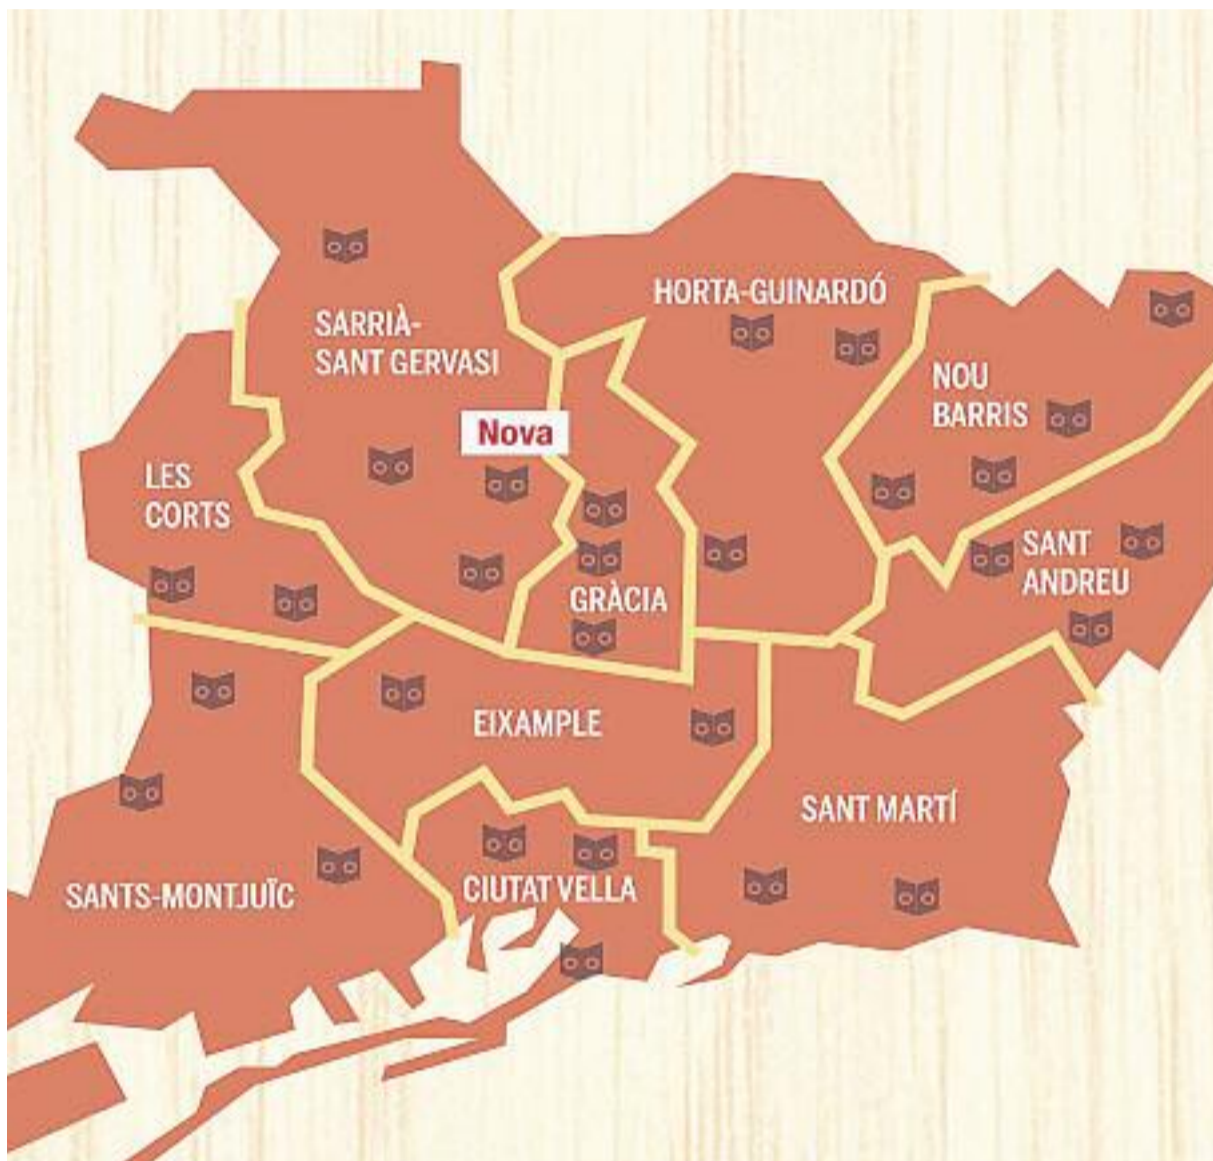 HORTA-GUINARDÓ
SARRIÀ-
SANT GERVASI
NOU
BARRIS
Nova
LES
CORTS
SANT
ANDREU
GRÀCIA
EIXAMPLE
SANT MARTÍ
SANTS-MONTJUÏC
CIUTAT VELLA